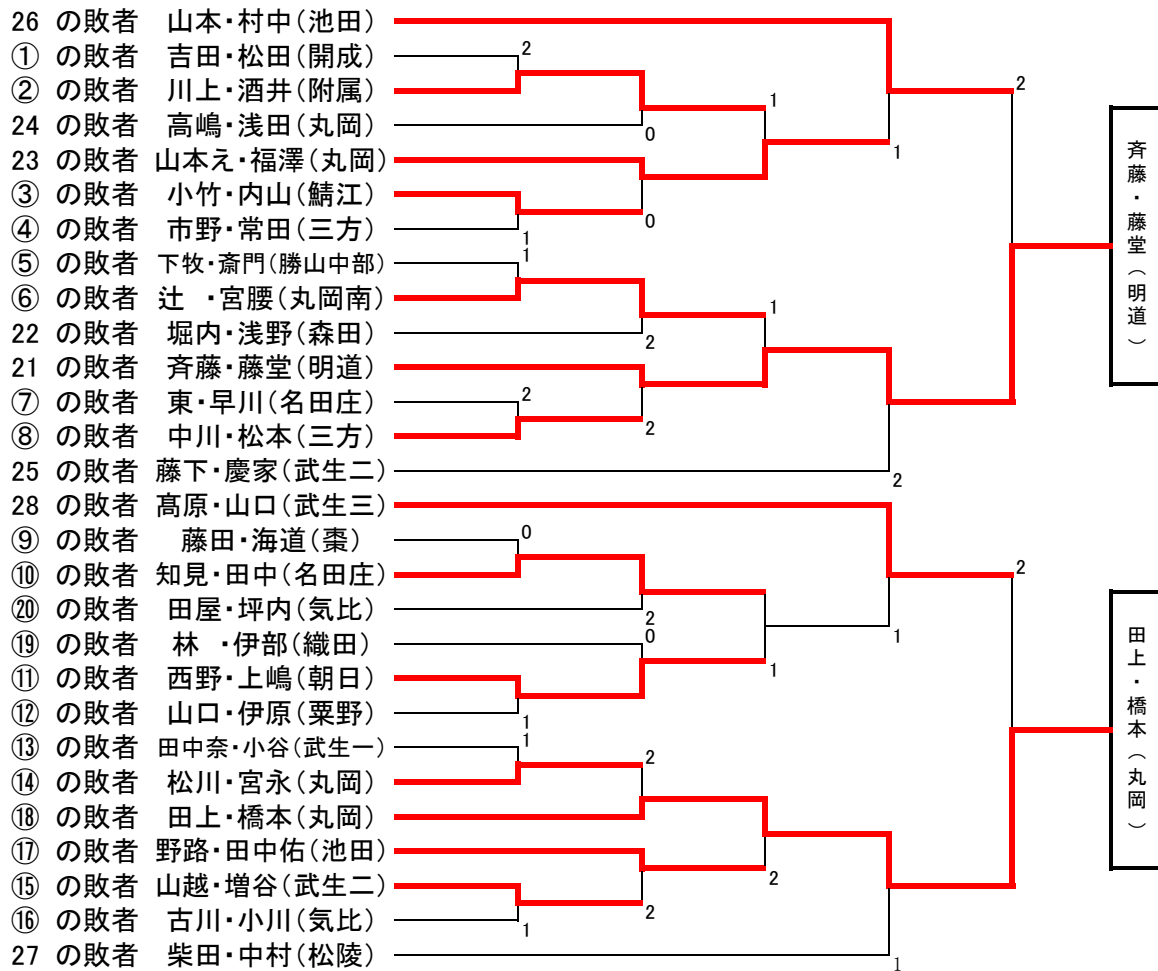 26 の敗者 山本・村中(池田)
① の敗者 吉田・松田(開成)
2
② の敗者 川上・酒井(附属)
2
1
24 の敗者 高嶋・浅田(丸岡)
0
23 の敗者 山本え・福澤(丸岡)
1
③ の敗者 小竹・内山(鯖江)
0
④ の敗者 市野・常田(三方)
1
⑤ の敗者 下牧・斎門(勝山中部)
1
⑥ の敗者 辻 ・宮腰(丸岡南)
1
22 の敗者 堀内・浅野(森田)
2
21 の敗者 斉藤・藤堂(明道)
⑦ の敗者 東・早川(名田庄)
2
⑧ の敗者 中川・松本(三方)
2
25 の敗者 藤下・慶家(武生二)
2
斉藤・藤堂(明道)
28 の敗者 髙原・山口(武生三)
⑨ の敗者 藤田・海道(棗)
0
⑩ の敗者 知見・田中(名田庄)
2
⑳ の敗者 田屋・坪内(気比)
2
⑲ の敗者 林 ・伊部(織田)
0
1
⑪ の敗者 西野・上嶋(朝日)
1
⑫ の敗者 山口・伊原(粟野)
1
⑬ の敗者 田中奈・小谷(武生一)
1
2
⑭ の敗者 松川・宮永(丸岡)
⑱ の敗者 田上・橋本(丸岡)
⑰ の敗者 野路・田中佑(池田)
2
⑮ の敗者 山越・増谷(武生二)
2
⑯ の敗者 古川・小川(気比)
1
27 の敗者 柴田・中村(松陵)
1
田上・橋本(丸岡)